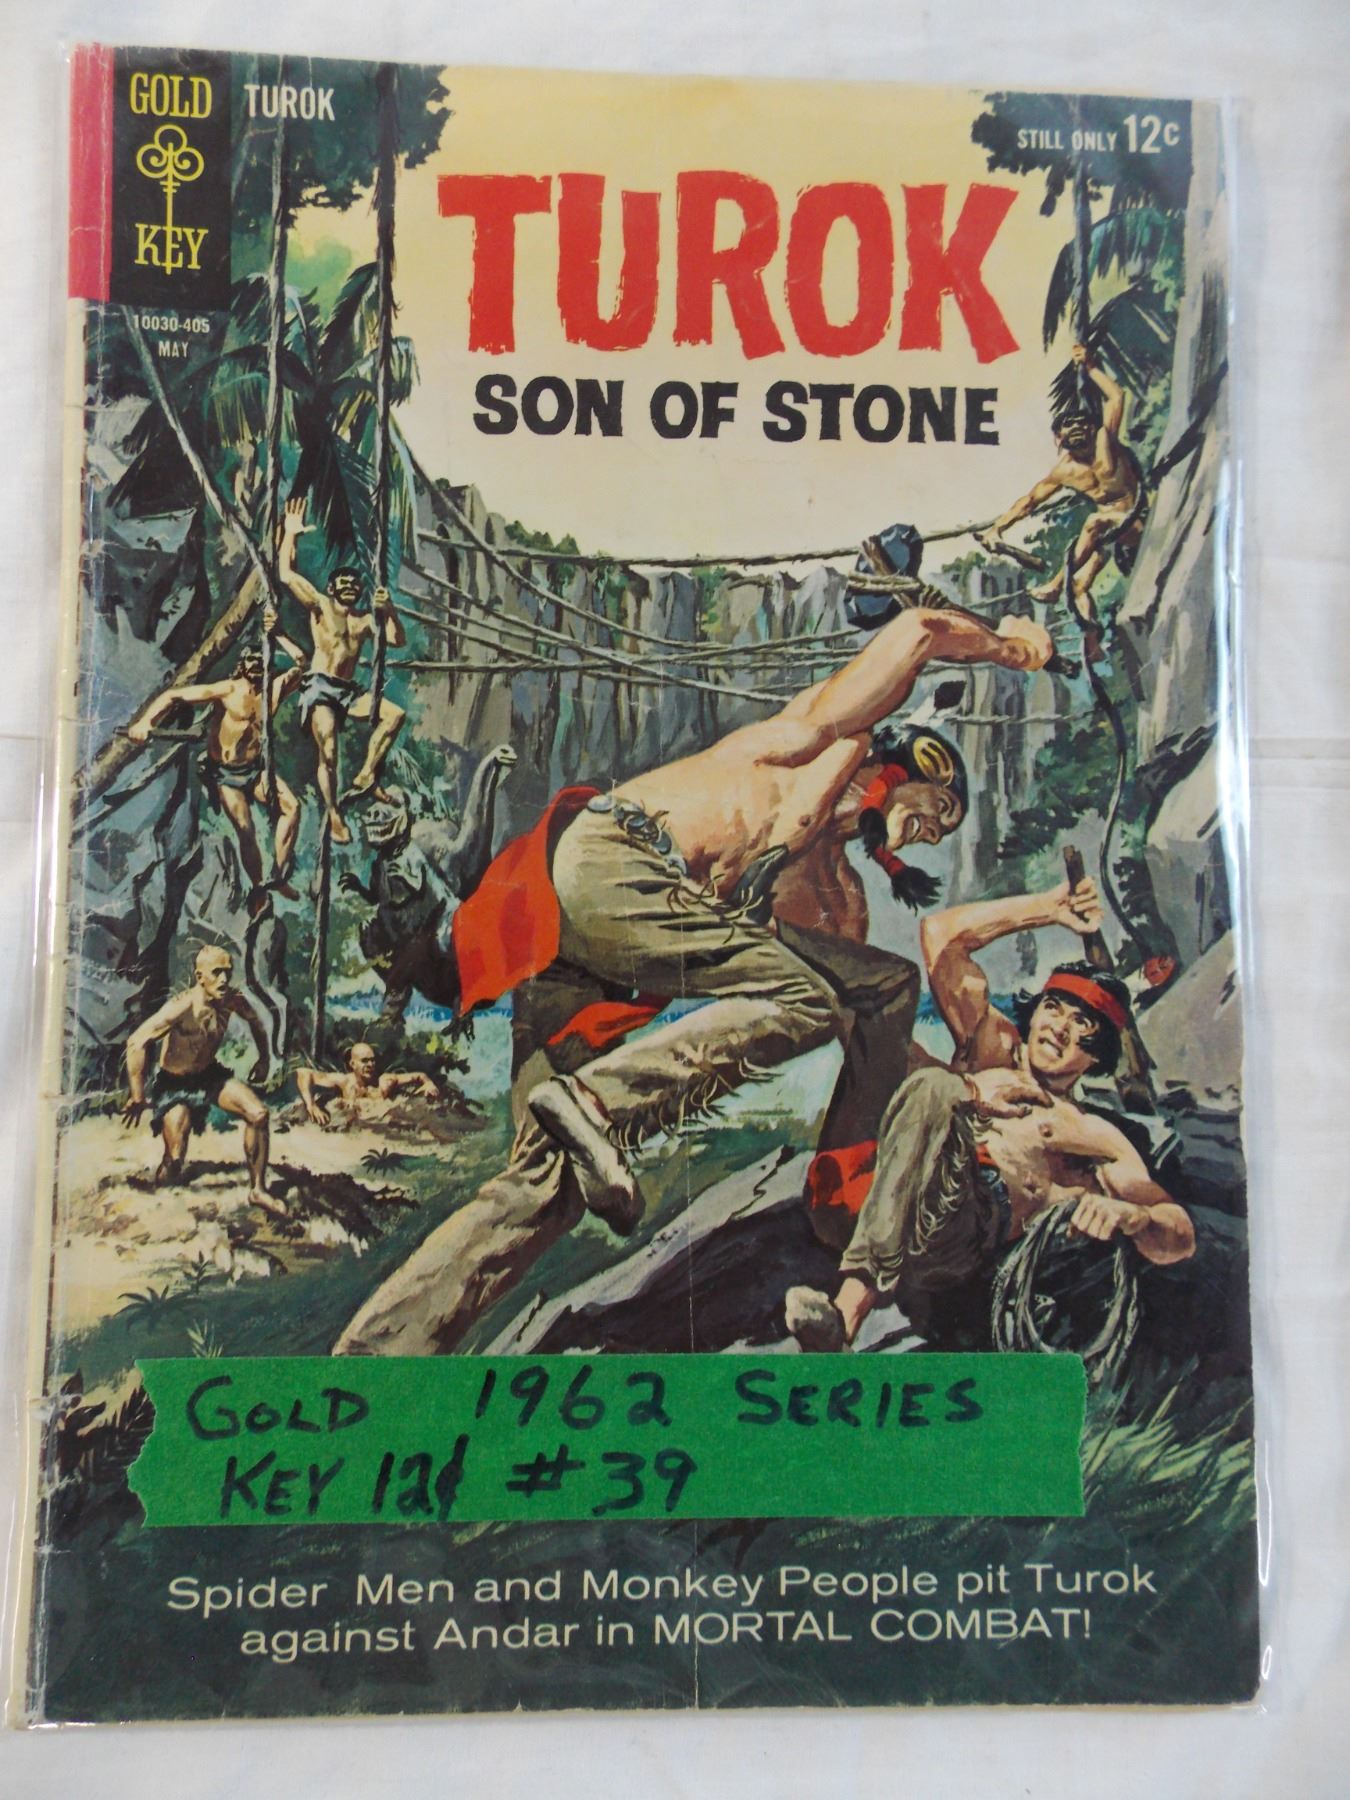 GOLD
KEY
TUROK
STILL ONLY 12¢
10030-405
MAY
TUROK
SON OF STONE
GOLD 1962 SERIES
KEY 12¢ #39
Spider Men and Monkey People pit Turok
against Andar in MORTAL COMBAT!